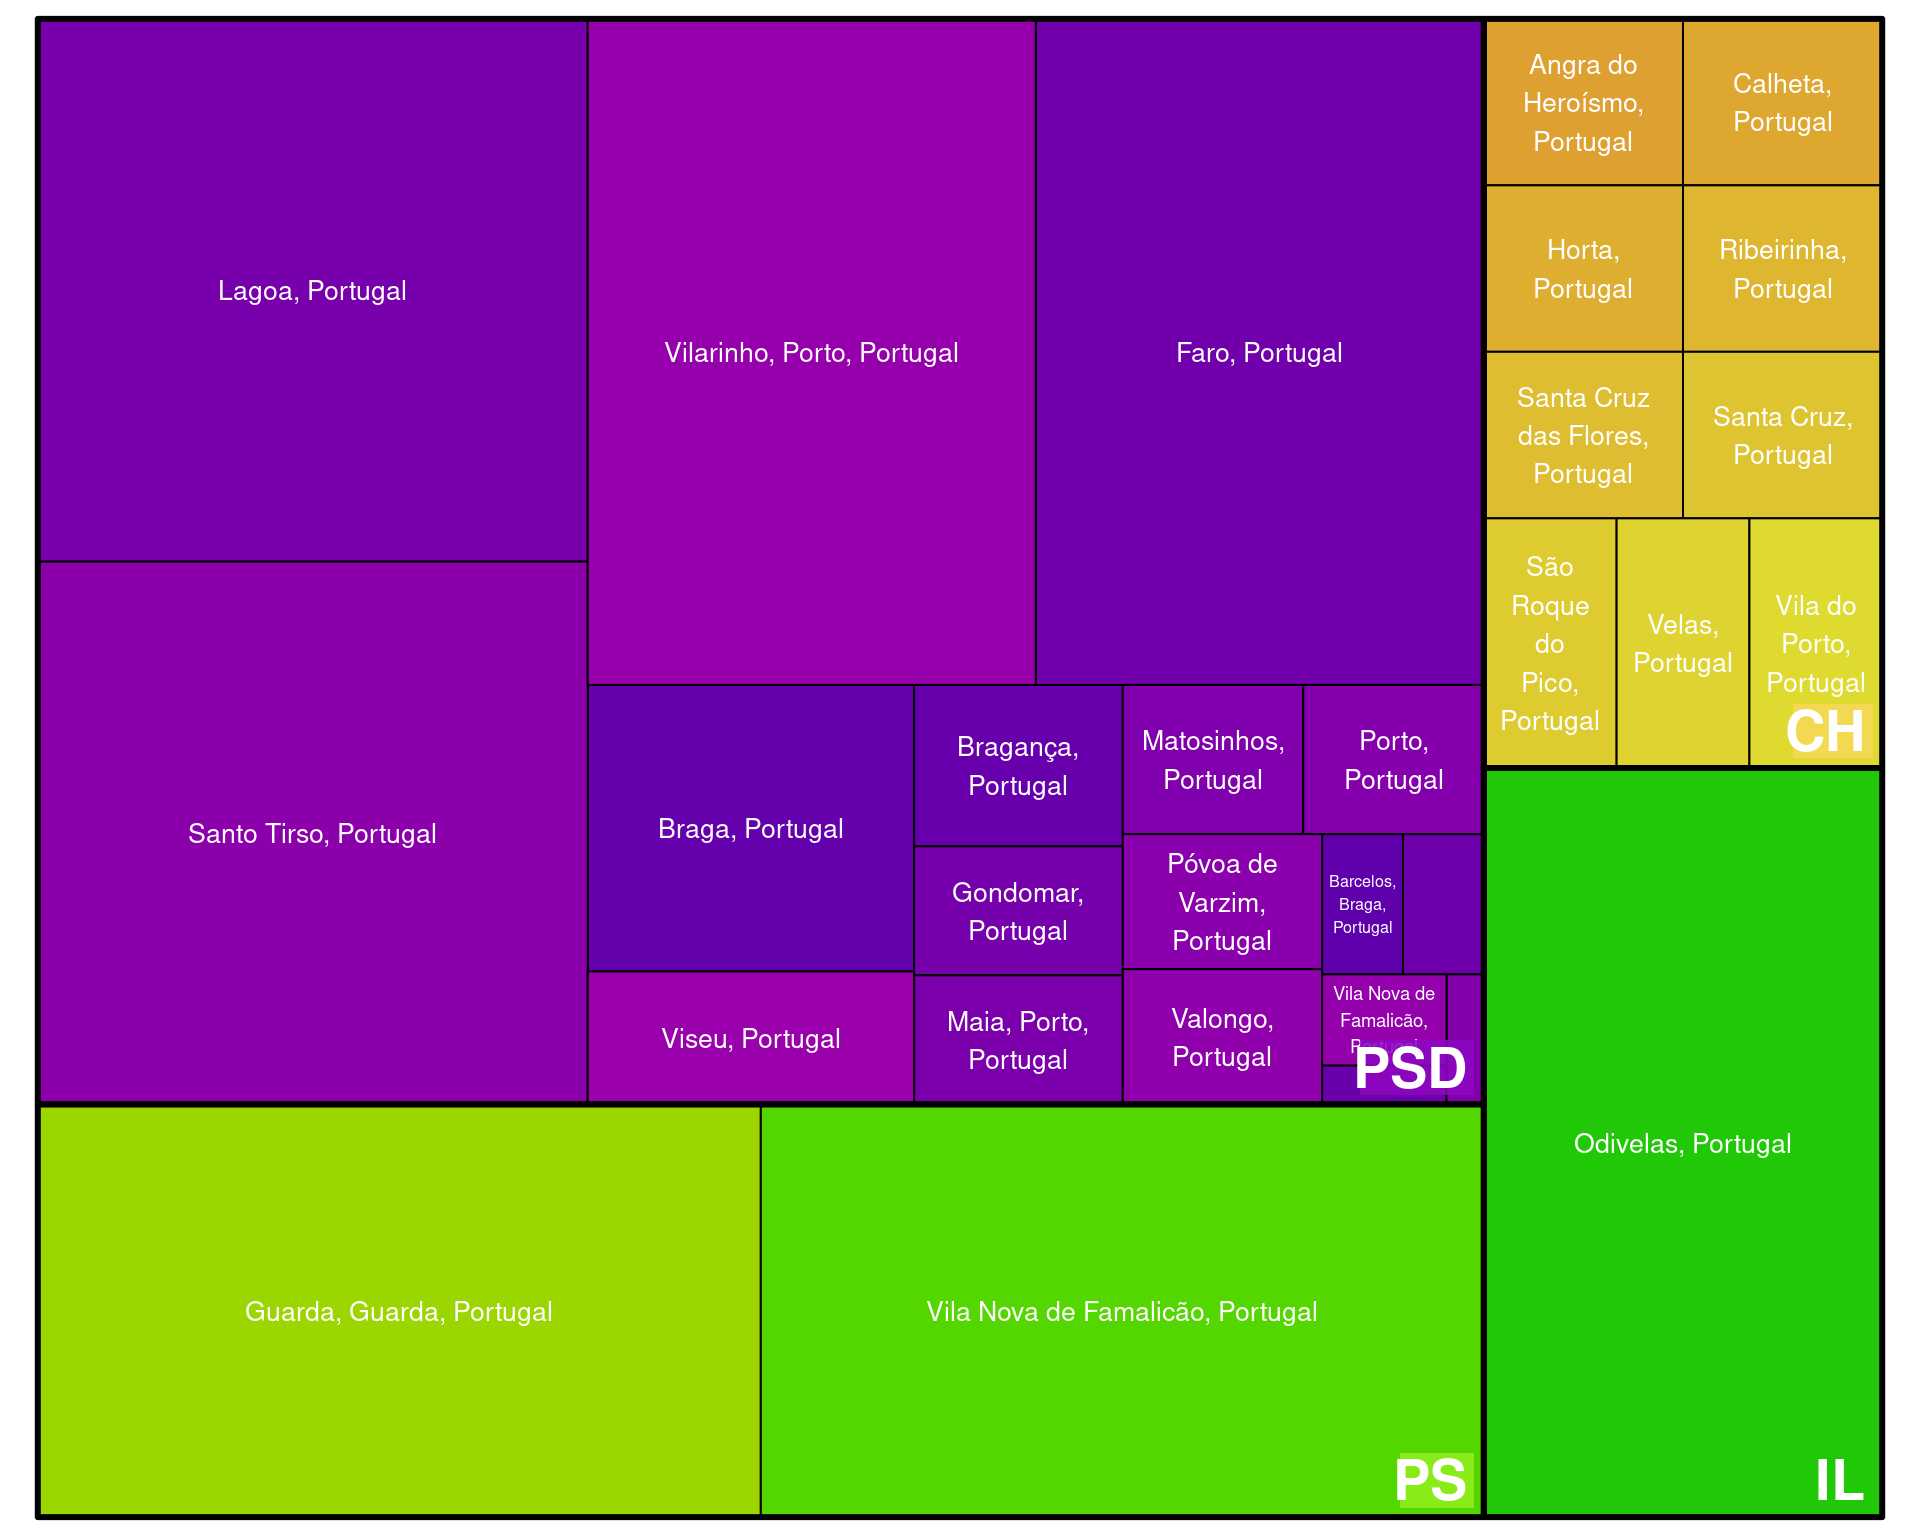 Lagoa, Portugal
Santo Tirso, Portugal
Vilarinho, Porto, Portugal
Faro, Portugal
Braga, Portugal
Viseu, Portugal
Bragança,
Portugal
Gondomar,
Portugal
Maia, Porto,
Portugal
Matosinhos,
Portugal
Porto,
Portugal
Póvoa de
Varzim,
Portugal
Valongo,
Portugal
Barcelos,
Braga,
Portugal
Vila Nova de
Famalicão,
Portugal
PSD
Guarda, Guarda, Portugal
Vila Nova de Famalicão, Portugal
PS
Angra do
Heroísmo,
Portugal
Calheta,
Portugal
Horta,
Portugal
Ribeirinha,
Portugal
Santa Cruz
das Flores,
Portugal
Santa Cruz,
Portugal
São
Roque
do
Pico,
Portugal
Velas,
Portugal
Vila do
Porto,
Portugal
CH
Odivelas, Portugal
IL